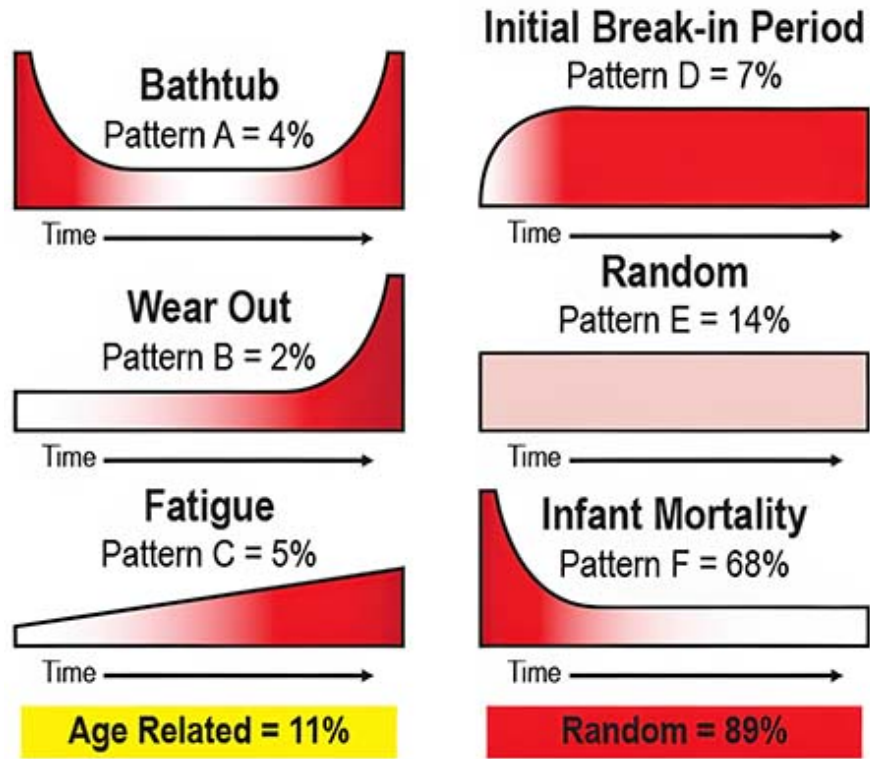 Bathtub
Pattern A = 4%
Time
Wear Out
Pattern B = 2%
Time
Fatigue
Pattern C = 5%
Time
Age Related = 11%
Initial Break-in Period
Pattern D = 7%
Time
Random
Pattern E = 14%
Time
Infant Mortality
Pattern F = 68%
Time
Random = 89%